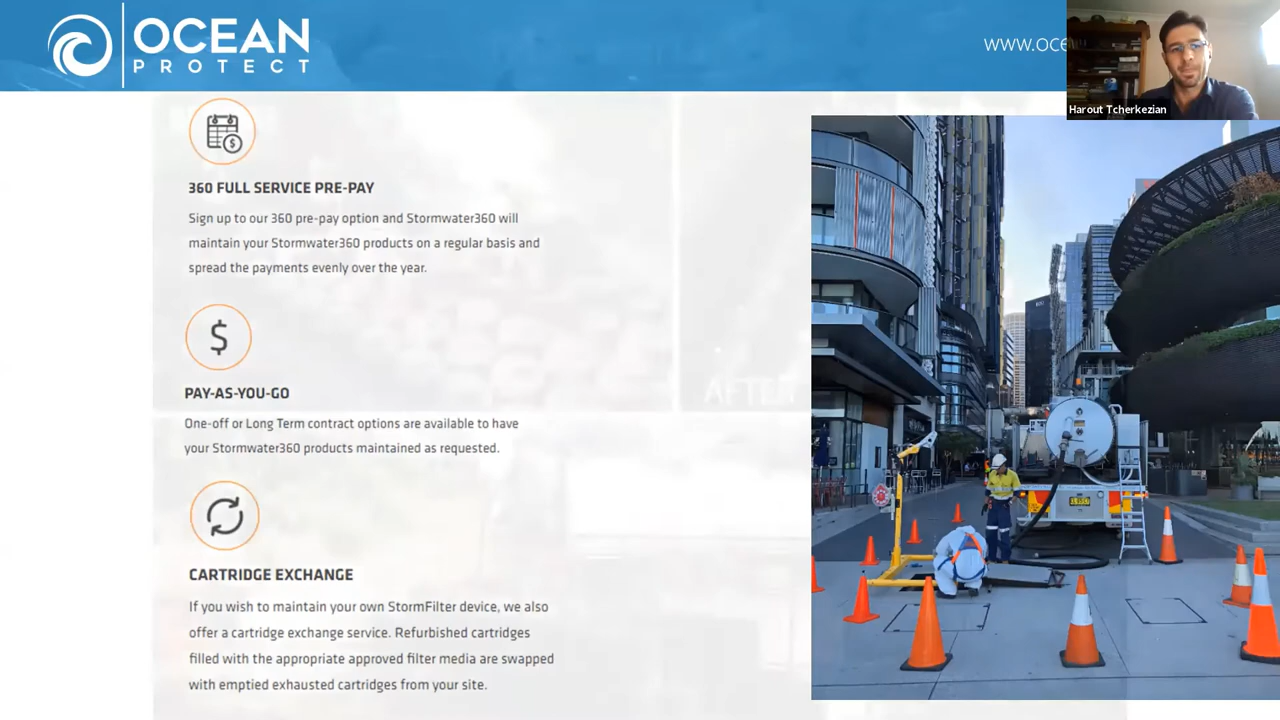 OCEAN
PROTECT
www.oce
Harout Tcherkezian
360 FULL SERVICE PRE-PAY
Sign up to our 360 pre-pay option and Stormwater360 will
maintain your Stormwater360 products on a regular basis and
spread the payments evenly over the year.
PAY-AS-YOU-GO
One-off or Long Term contract options are available to have
your Stormwater360 products maintained as requested.
AFTER
CARTRIDGE EXCHANGE
If you wish to maintain your own StormFilter device, we also
offer a cartridge exchange service. Refurbished cartridges
filled with the appropriate approved filter media are swapped
with emptied exhausted cartridges from your site.